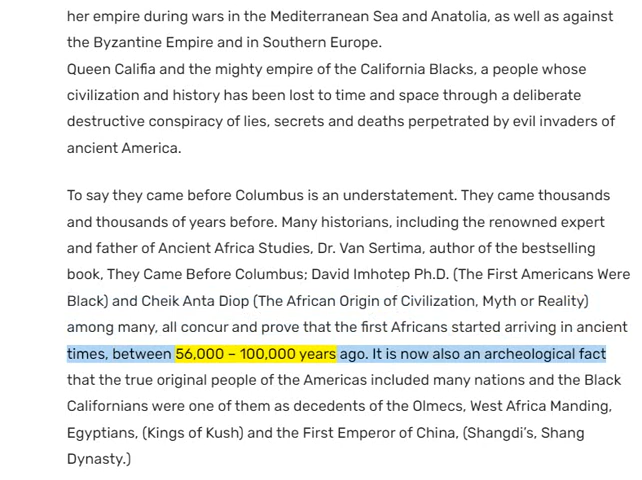 her empire during wars in the Mediterranean Sea and Anatolia, as well as against
the Byzantine Empire and in Southern Europe.
Queen Califia and the mighty empire of the California Blacks, a people whose
civilization and history has been lost to time and space through a deliberate
destructive conspiracy of lies, secrets and deaths perpetrated by evil invaders of
ancient America.
To say they came before Columbus is an understatement. They came thousands
and thousands of years before. Many historians, including the renowned expert
and father of Ancient Africa Studies, Dr. Van Sertima, author of the bestselling
book, They Came Before Columbus; David Imhotep Ph.D. (The First Americans Were
Black) and Cheik Anta Diop (The African Origin of Civilization, Myth or Reality)
among many, all concur and prove that the first Africans started arriving in ancient
times, between 56,000 – 100,000 years ago. It is now also an archeological fact
that the true original people of the Americas included many nations and the Black
Californians were one of them as decedents of the Olmecs, West Africa Manding,
Egyptians, (Kings of Kush) and the First Emperor of China, (Shangdi's, Shang
Dynasty.)